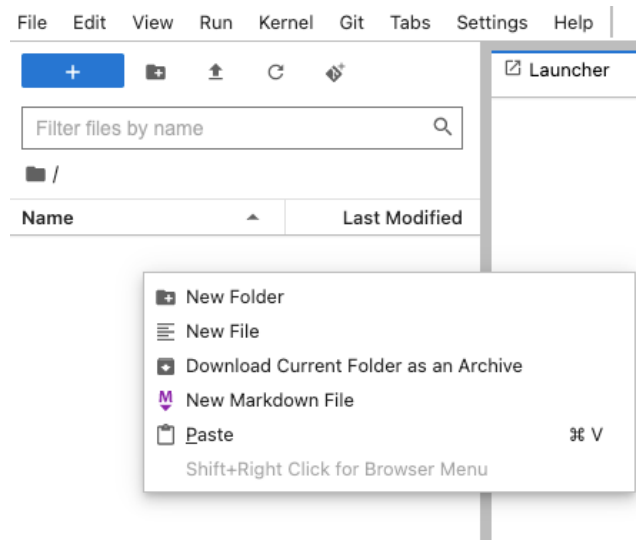 File Edit View Run Kernel Git Tabs Settings Help
+
Launcher
Filter files by name
/
Name Last Modified
New Folder
New File
Download Current Folder as an Archive
M New Markdown File
Paste ⌘ V
Shift+Right Click for Browser Menu